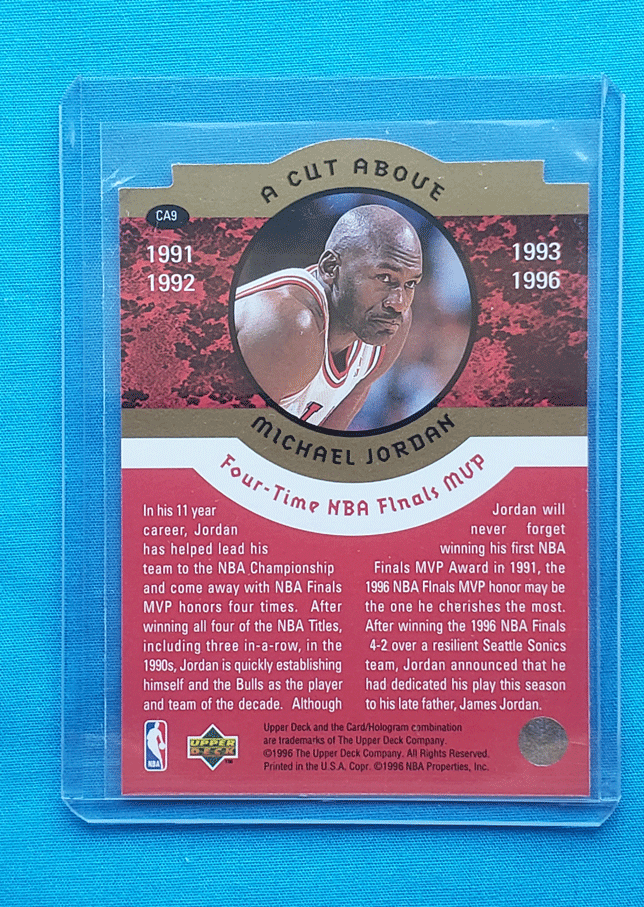 A CUT ABOVE
CA9
1991
1992
1993
1996
MICHAEL JORDAN
Four-Time NBA Finals MVP
In his 11 year
career, Jordan
has helped lead his
team to the NBA Championship
and come away with NBA Finals
MVP honors four times. After
winning all four of the NBA Titles,
including three in-a-row, in the
1990s, Jordan is quickly establishing
himself and the Bulls as the player
and team of the decade. Although
Jordan will
never forget
winning his first NBA
Finals MVP Award in 1991, the
1996 NBA Finals MVP honor may be
the one he cherishes the most.
After winning the 1996 NBA Finals
4-2 over a resilient Seattle Sonics
team, Jordan announced that he
had dedicated his play this season
to his late father, James Jordan.
NBA
UPPER
DECK
TM
Upper Deck and the Card/Hologram combination
are trademarks of The Upper Deck Company.
©1996 The Upper Deck Company. All Rights Reserved.
Printed in the U.S.A. Copr. ©1996 NBA Properties, Inc.